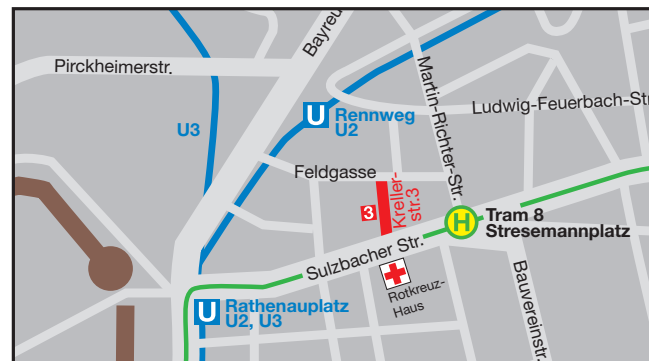 Pirckheimerstr.
Bayreu
U3
U
Rennweg
U2
Martin-Richter-Str.
Ludwig-Feuerbach-Str
Feldgasse
3
Kreller-
str.3
H
Tram 8
Stresemannplatz
Sulzbacher Str.
Rotkreuz-
Haus
Bauvereinstr.
U
Rathenauplatz
U2, U3